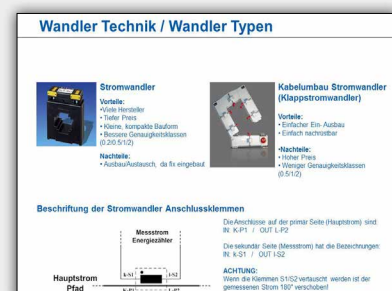 Wandler Technik / Wandler Typen
Stromwandler
Vorteile:
•Viele Hersteller
• Tiefer Preis
• Kleine, kompakte Bauform
• Bessere Genauigkeitsklassen
(0.2/0.5/1/2)
Nachteile:
• Ausbau/Austausch, da fix eingebaut
Kabelumbau Stromwandler
(Klappstromwandler)
Vorteile:
• Einfacher Ein- Ausbau
• Einfach nachrüstbar
•Nachteile:
• Hoher Preis
• Weniger Genauigkeitsklassen
(0.5/1/2)
Beschriftung der Stromwandler Anschlussklemmen
Messstrom
Energiezähler
k-S1
l-S2
Hauptstrom
Pfad
K-P1
L-P2
Die Anschlüsse auf der primär Seite (Hauptstrom) sind:
IN: K-P1 / OUT L-P2
Die sekundär Seite (Messstrom) hat die Bezeichnungen:
IN: k-S1 / OUT l-S2
ACHTUNG:
Wenn die Klemmen S1/S2 vertauscht werden ist der
gemessenen Strom 180° verschoben!